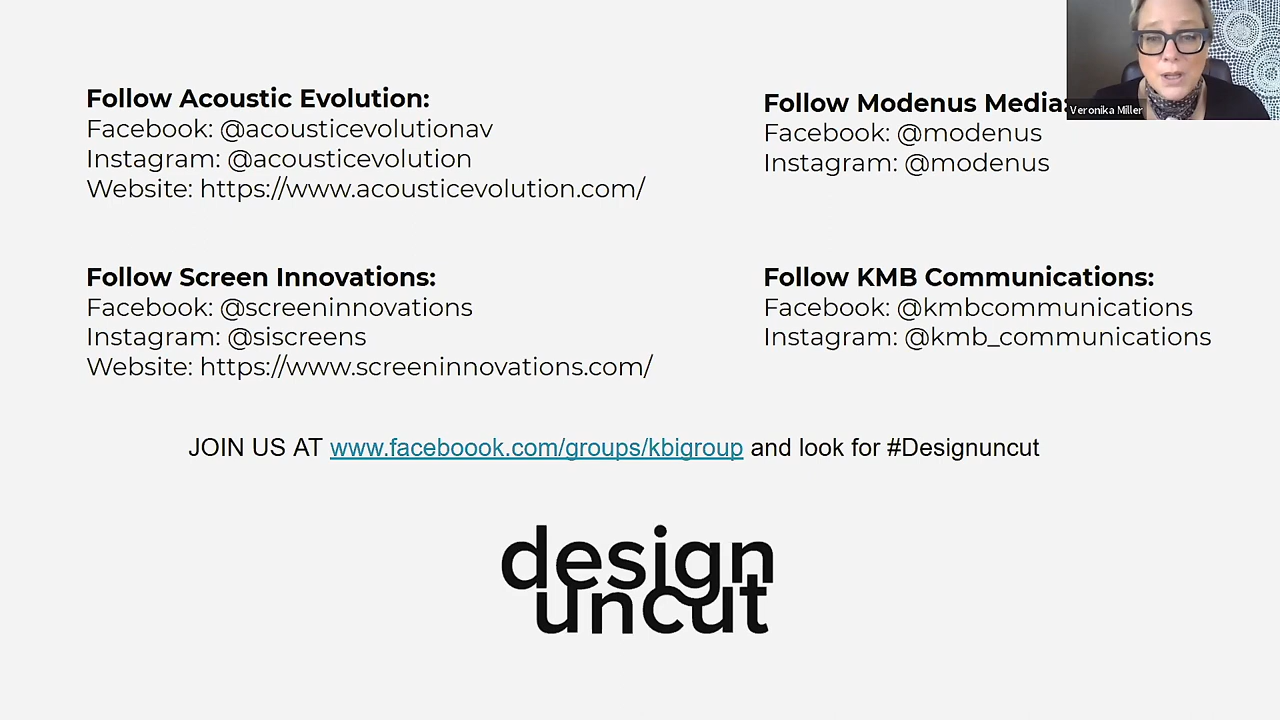 Follow Acoustic Evolution:
Facebook: @acousticevolutionav
Instagram: @acousticevolution
Website: https://www.acousticevolution.com/
Follow Modenus Media:
Facebook: @modenus
Instagram: @modenus
Veronika Miller
Follow Screen Innovations:
Facebook: @screeninnovations
Instagram: @siscreens
Website: https://www.screeninnovations.com/
Follow KMB Communications:
Facebook: @kmbcommunications
Instagram: @kmb_communications
JOIN US AT www.faceboook.com/groups/kbigroup and look for #Designuncut
design
uncut